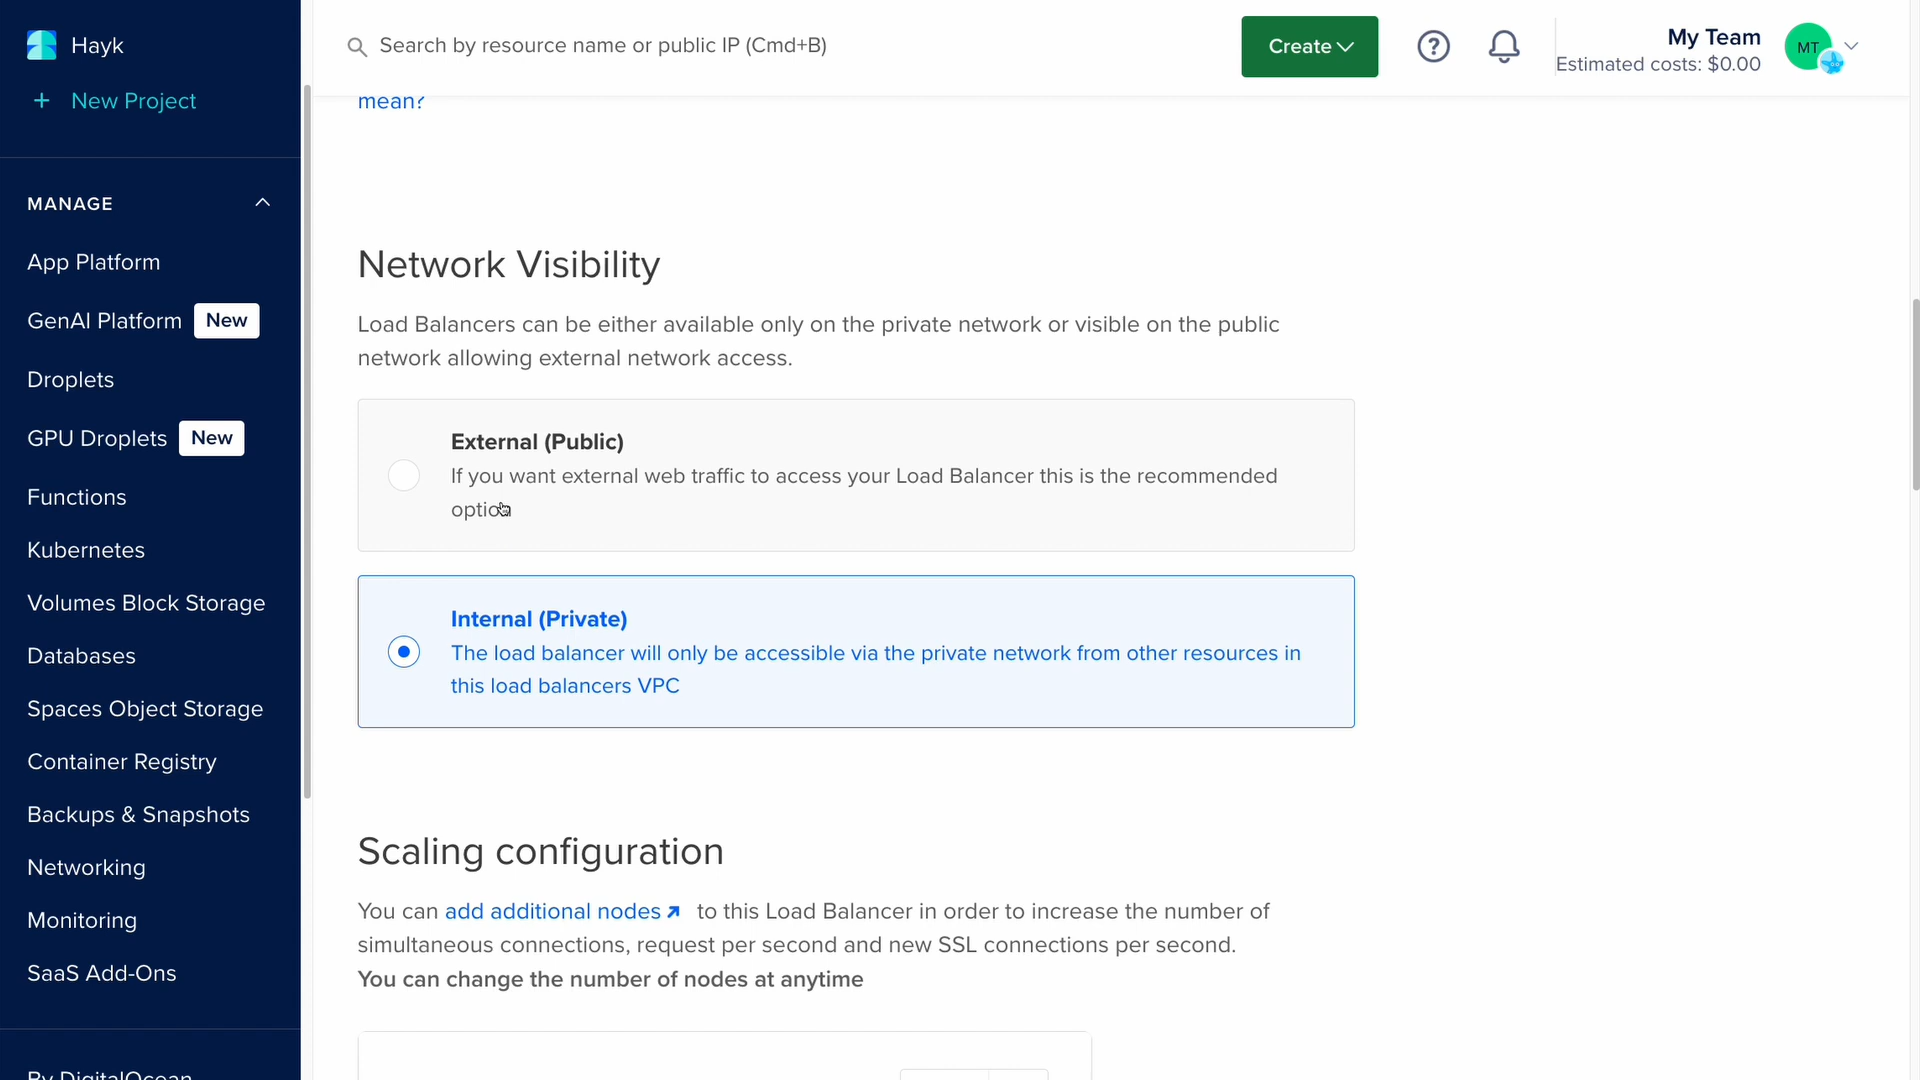 Hayk
+ New Project
MANAGE
App Platform
GenAI Platform New
Droplets
GPU Droplets New
Functions
Kubernetes
Volumes Block Storage
Databases
Spaces Object Storage
Container Registry
Backups & Snapshots
Networking
Monitoring
SaaS Add-Ons
By DigitalOcean
Search by resource name or public IP (Cmd+B)
Create
?
My Team
Estimated costs: $0.00
MT
mean?
Network Visibility
Load Balancers can be either available only on the private network or visible on the public
network allowing external network access.
External (Public)
If you want external web traffic to access your Load Balancer this is the recommended
option
Internal (Private)
The load balancer will only be accessible via the private network from other resources in
this load balancers VPC
Scaling configuration
You can add additional nodes to this Load Balancer in order to increase the number of
simultaneous connections, request per second and new SSL connections per second.
You can change the number of nodes at anytime